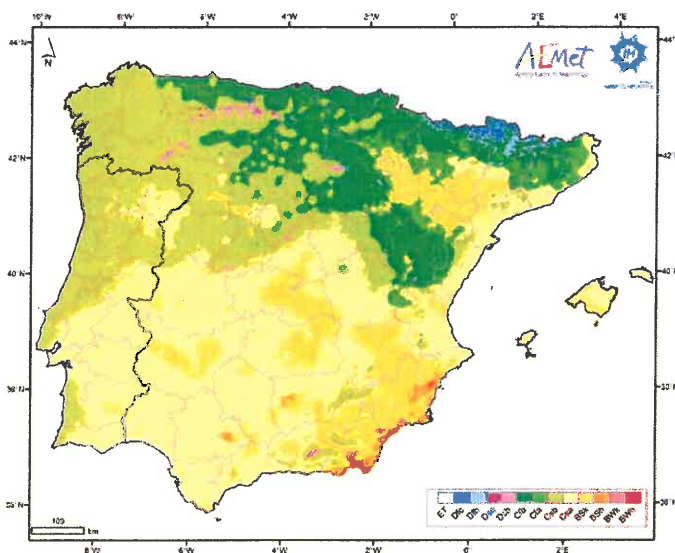 10°W 8°W 6°W 4°W 2°W 0° 2°E 4°E
44°N 44°N
N
AEMet
IM
42°N 42°N
40°N 40°N
38°N 38°N
36°N 36°N
ET Dfc Dfb Dsc Dsb Cfb Cfa Csb Csa BSk BSh BWk BWh
100
km
8°W 6°W 4°W 2°W 0° 2°E